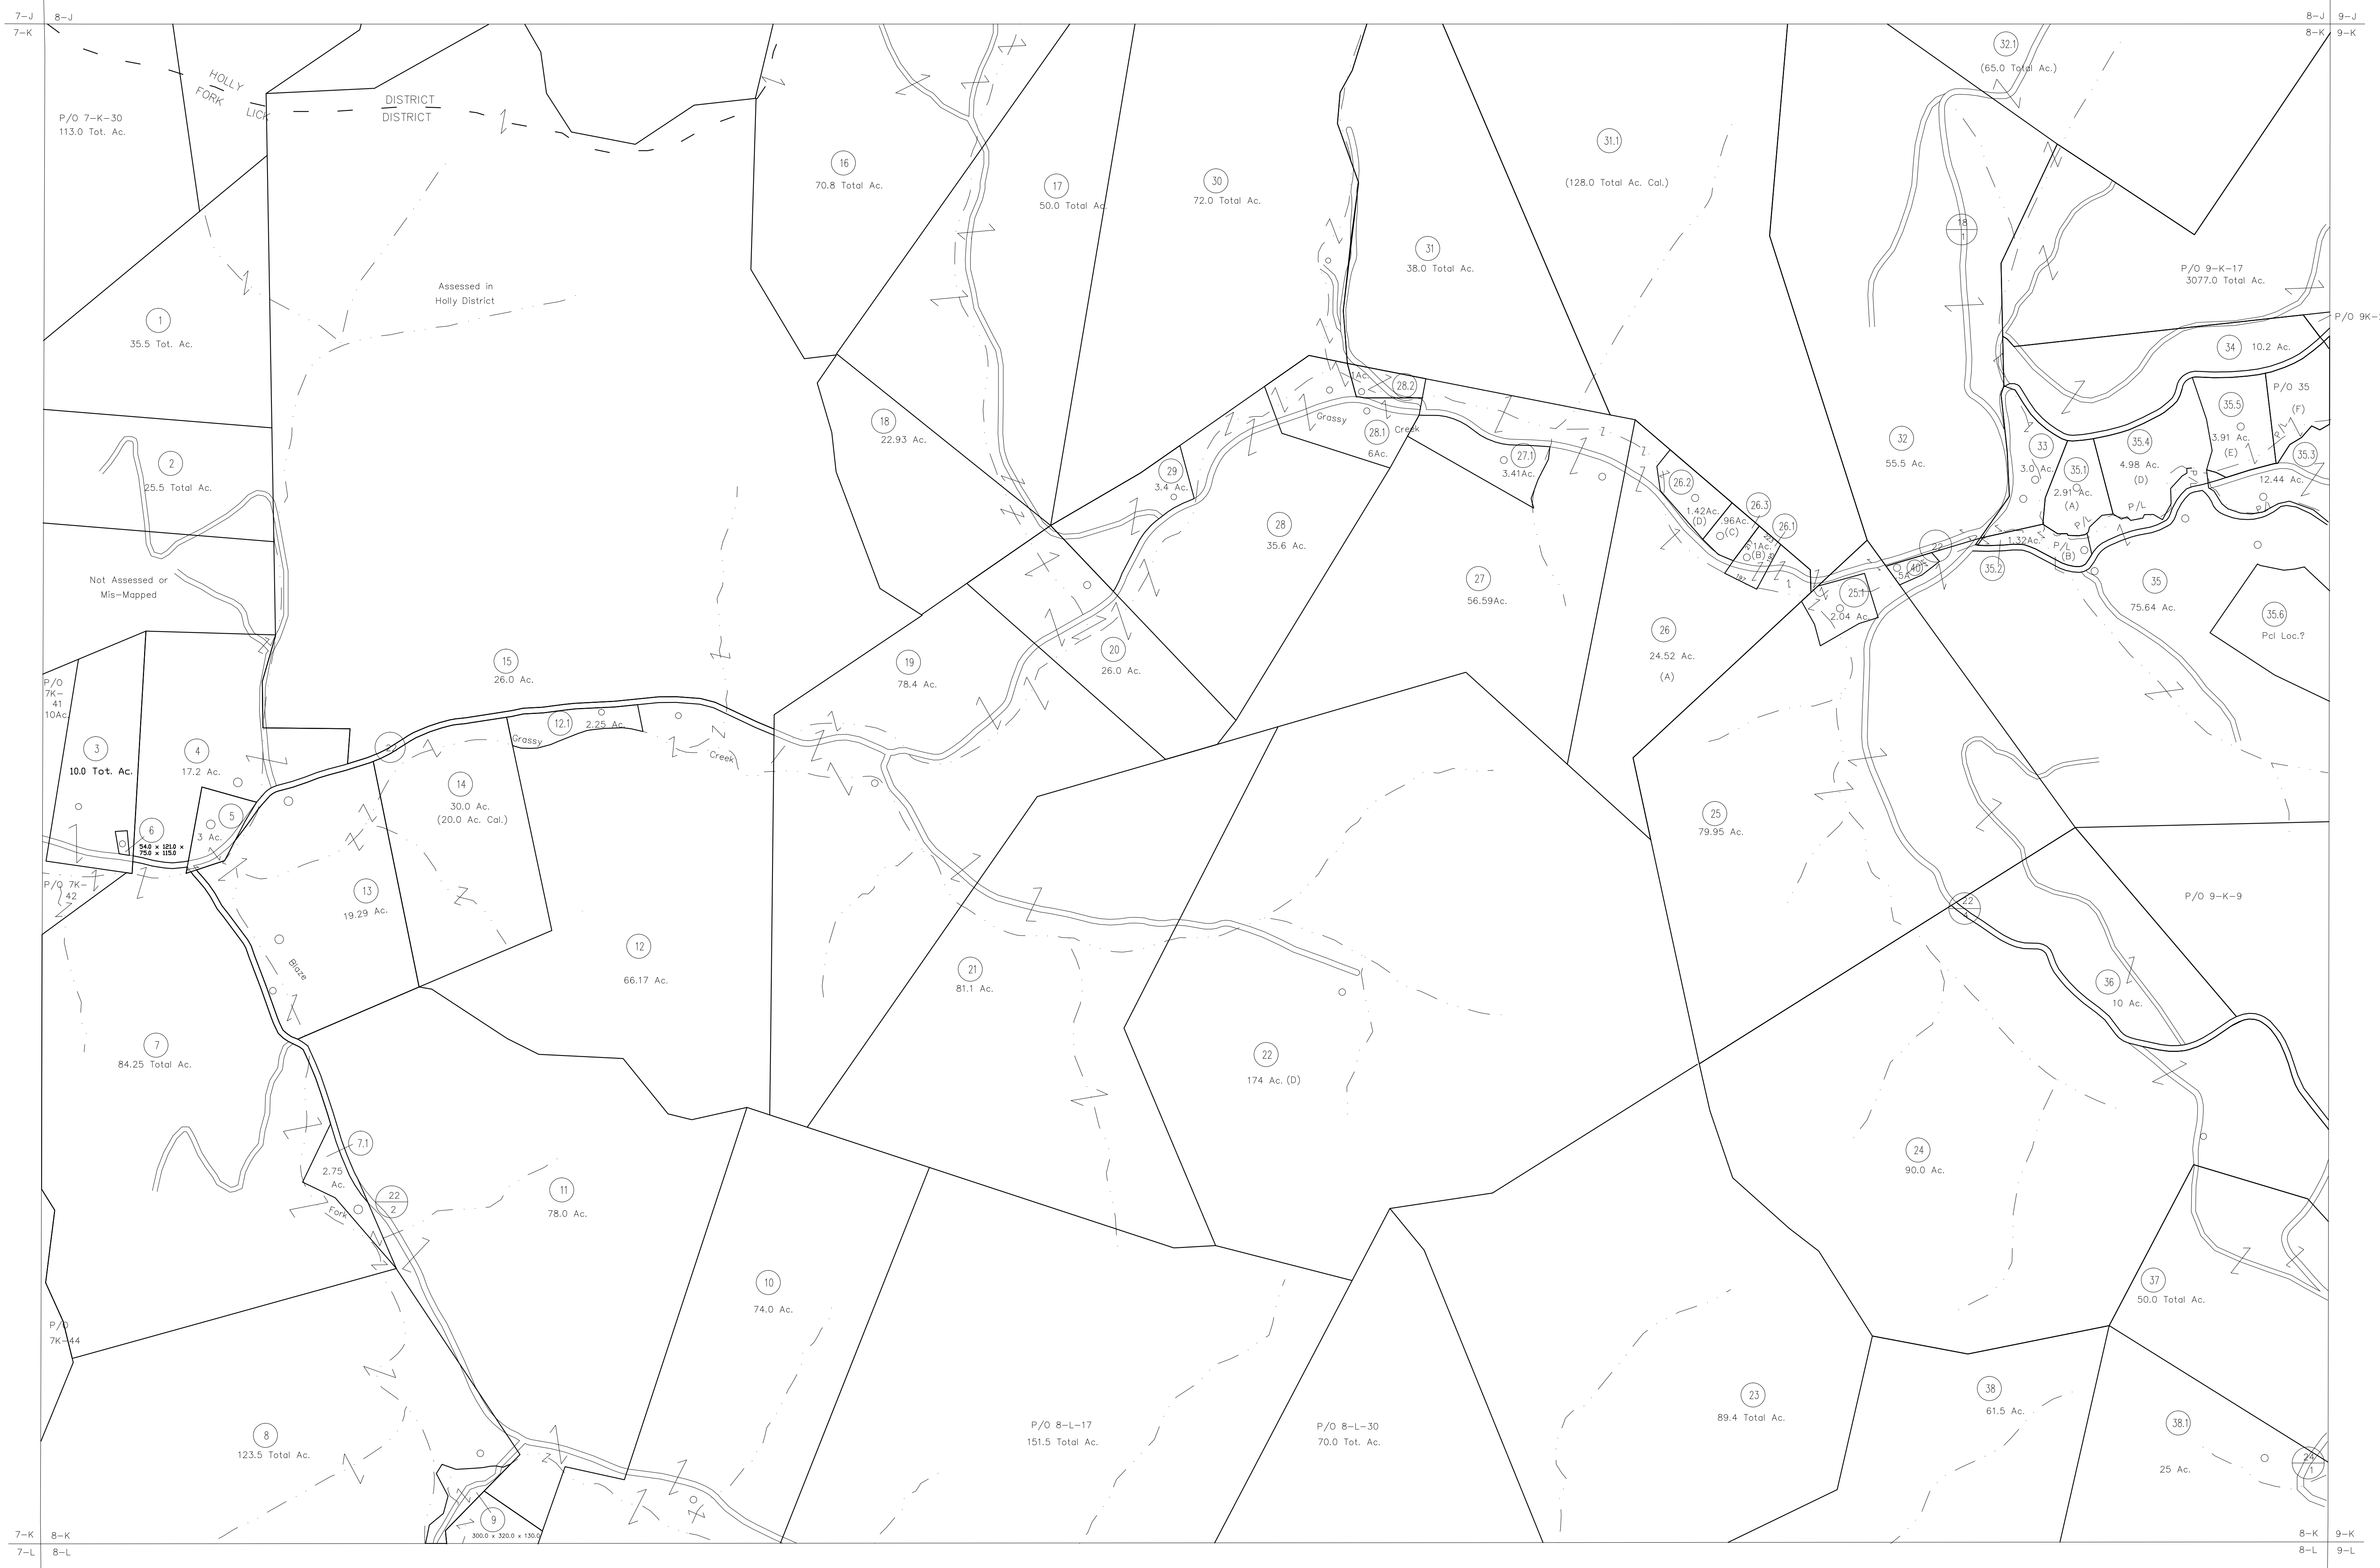 7-J
8-J
8-J
9-J
7-K
8-K
9-K
HOLLY
FORK
LICK
DISTRICT
DISTRICT
P/O 7-K-30
113.0 Tot. Ac.
32.1
(65.0 Total Ac.)
31.1
(128.0 Total Ac. Cal.)
16
70.8 Total Ac.
17
50.0 Total Ac.
30
72.0 Total Ac.
31
38.0 Total Ac.
18
1
P/O 9-K-17
3077.0 Total Ac.
Assessed in
Holly District
1
35.5 Tot. Ac.
34
10.2 Ac.
P/O 35
(F)
35.5
3.91 Ac.
(E)
P/L
35.3
12.44 Ac.
1Ac.
28.2
Grassy
Creek
28.1
6Ac.
18
22.93 Ac.
32
55.5 Ac.
33
3.0 Ac.
35.1
2.91 Ac.
(A)
35.4
4.98 Ac.
(D)
P/L
P/L
P/L
P/L
2
25.5 Total Ac.
29
3.4 Ac.
27.1
3.41Ac.
26.2
1.42Ac.
(D)
.96Ac.
(C)
26.3
26.1
1Ac.
(B)
197
28
35.6 Ac.
22
1.32Ac.
P/L
(B)
35.2
40
.5A
25.1
2.04 Ac.
35
75.64 Ac.
35.6
Pcl Loc.?
Not Assessed or
Mis-Mapped
27
56.59Ac.
26
24.52 Ac.
(A)
15
26.0 Ac.
19
78.4 Ac.
20
26.0 Ac.
P/O
7K-
41
10Ac.
3
10.0 Tot. Ac.
4
17.2 Ac.
22
12.1
2.25 Ac.
Grassy
Creek
14
30.0 Ac.
(20.0 Ac. Cal.)
5
3 Ac.
6
54.0 x 121.0 x
75.0 x 115.0
25
79.95 Ac.
P/O 7K-
42
13
19.29 Ac.
22
1
P/O 9-K-9
12
66.17 Ac.
Blaze
21
81.1 Ac.
36
10 Ac.
7
84.25 Total Ac.
22
174 Ac. (D)
7.1
2.75
Ac.
22
2
Fork
11
78.0 Ac.
24
90.0 Ac.
10
74.0 Ac.
37
50.0 Total Ac.
P/O
7K-44
23
89.4 Total Ac.
38
61.5 Ac.
38.1
25 Ac.
24
1
8
123.5 Total Ac.
P/O 8-L-17
151.5 Total Ac.
P/O 8-L-30
70.0 Tot. Ac.
9
300.0 x 320.0 x 130.0
7-K
8-K
8-K
9-K
7-L
8-L
8-L
9-L